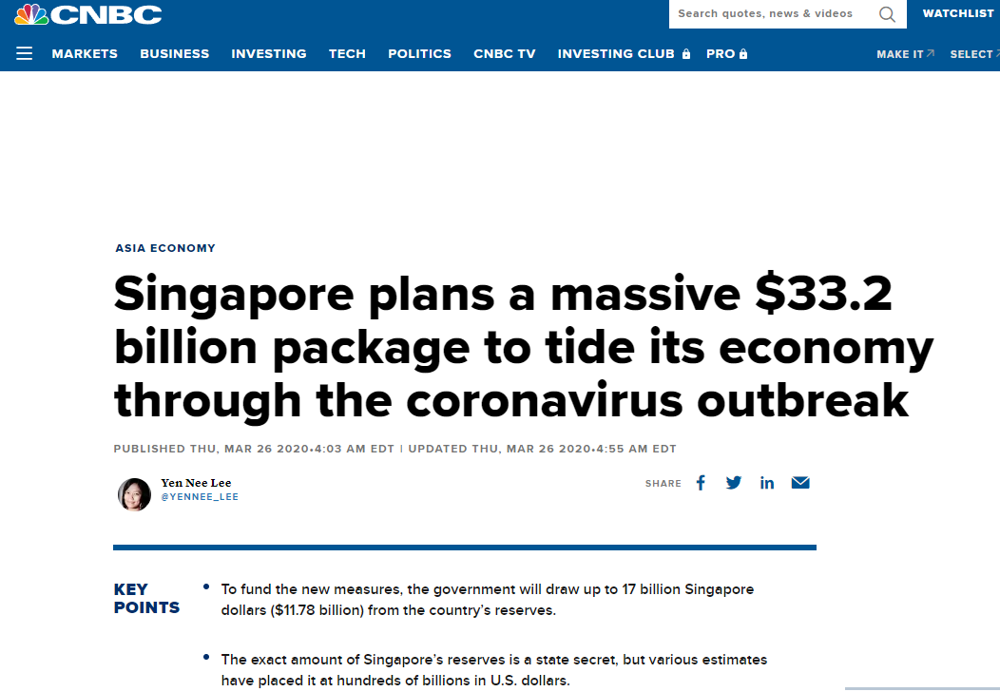 CNBC
Search quotes, news & videos
WATCHLIST
MARKETS BUSINESS INVESTING TECH POLITICS CNBC TV INVESTING CLUB PRO MAKE IT SELECT
ASIA ECONOMY
Singapore plans a massive $33.2
billion package to tide its economy
through the coronavirus outbreak
PUBLISHED THU, MAR 26 2020•4:03 AM EDT | UPDATED THU, MAR 26 2020•4:55 AM EDT
Yen Nee Lee
@YENNEE_LEE
SHARE
KEY
POINTS
• To fund the new measures, the government will draw up to 17 billion Singapore
dollars ($11.78 billion) from the country’s reserves.
• The exact amount of Singapore’s reserves is a state secret, but various estimates
have placed it at hundreds of billions in U.S. dollars.